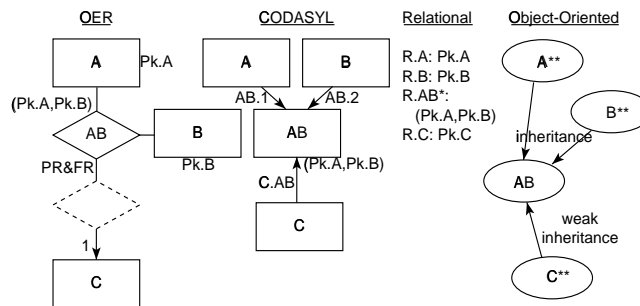 OER
A
Pk.A
(Pk.A,Pk.B)
AB
B
Pk.B
PR&FR
1
C
CODASYL
A
B
AB.1
AB.2
AB
(Pk.A,Pk.B)
C.AB
C
Relational
R.A: Pk.A
R.B: Pk.B
R.AB*:
(Pk.A,Pk.B)
R.C: Pk.C
Object-Oriented
A**
B**
inheritance
AB
weak
inheritance
C**